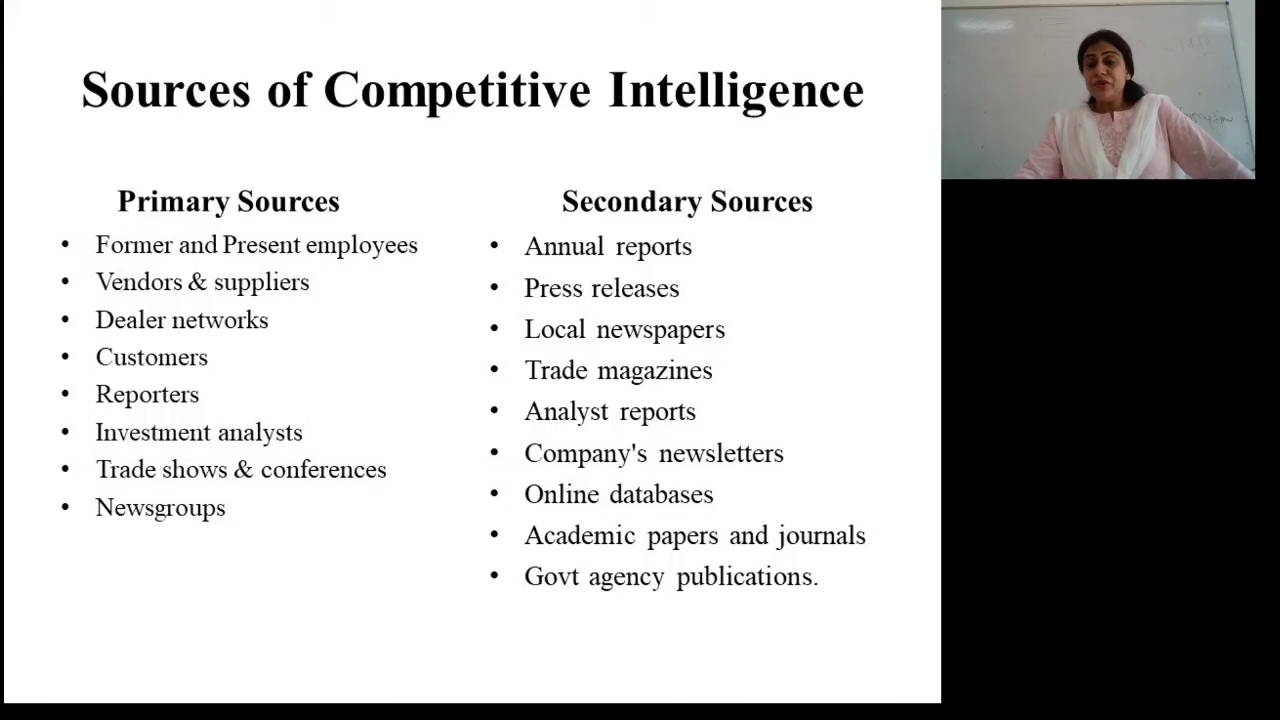 Sources of Competitive Intelligence
Primary Sources
• Former and Present employees
• Vendors & suppliers
• Dealer networks
• Customers
• Reporters
• Investment analysts
• Trade shows & conferences
• Newsgroups
Secondary Sources
• Annual reports
• Press releases
• Local newspapers
• Trade magazines
• Analyst reports
• Company's newsletters
• Online databases
• Academic papers and journals
• Govt agency publications.